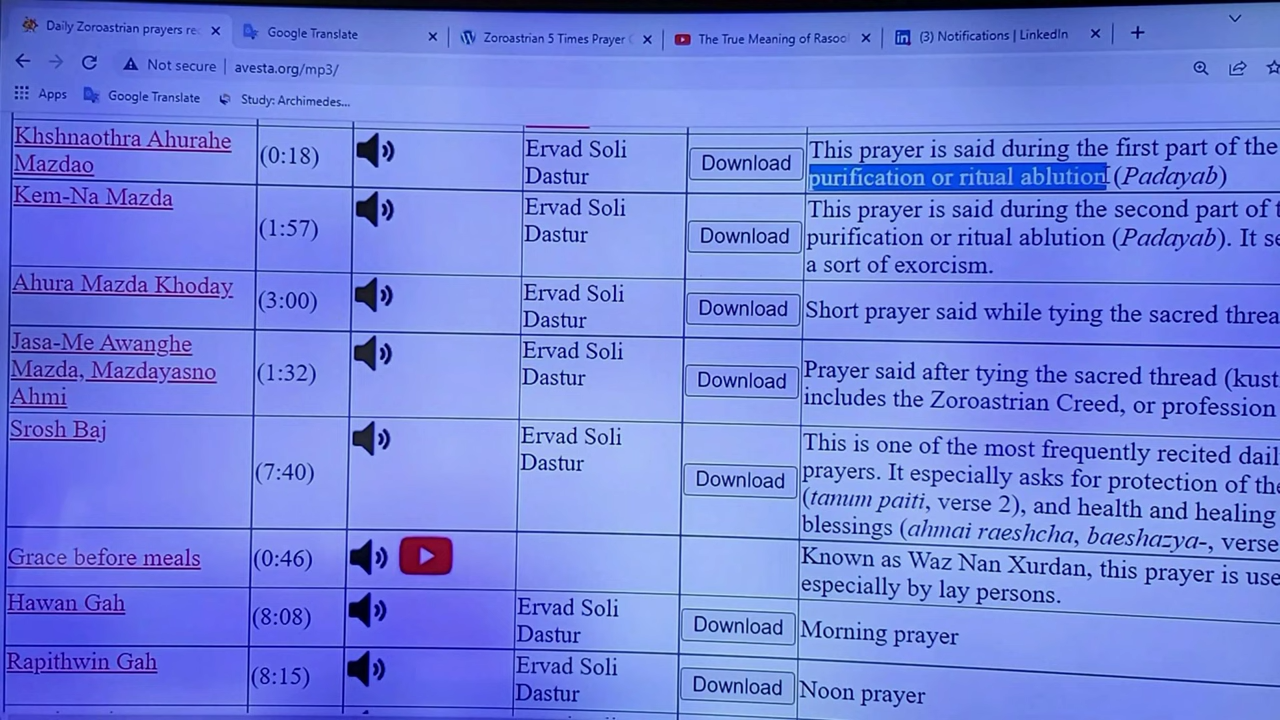 Daily Zoroastrian prayers re
Google Translate
Zoroastrian 5 Times Prayer
The True Meaning of Rasoo
(3) Notifications | LinkedIn
Not secure | avesta.org/mp3/
Apps
Google Translate
Study: Archimedes...
Khshnaothra Ahurahe
Mazdao
(0:18)
Ervad Soli
Dastur
Download
This prayer is said during the first part of the
purification or ritual ablution (Padayab)
Kem-Na Mazda
(1:57)
Ervad Soli
Dastur
Download
This prayer is said during the second part of
purification or ritual ablution (Padayab). It se
a sort of exorcism.
Ahura Mazda Khoday
(3:00)
Ervad Soli
Dastur
Download
Short prayer said while tying the sacred threa
Jasa-Me Awanghe
Mazda, Mazdayasno
Ahmi
(1:32)
Ervad Soli
Dastur
Download
Prayer said after tying the sacred thread (kust
includes the Zoroastrian Creed, or profession
Srosh Baj
(7:40)
Ervad Soli
Dastur
Download
This is one of the most frequently recited dail
prayers. It especially asks for protection of the
(tanum paiti, verse 2), and health and healing
blessings (ahmai raeshcha, baeshazya-, verse
Grace before meals
(0:46)
Known as Waz Nan Xurdan, this prayer is use
especially by lay persons.
Hawan Gah
(8:08)
Ervad Soli
Dastur
Download
Morning prayer
Rapithwin Gah
(8:15)
Ervad Soli
Dastur
Download
Noon prayer